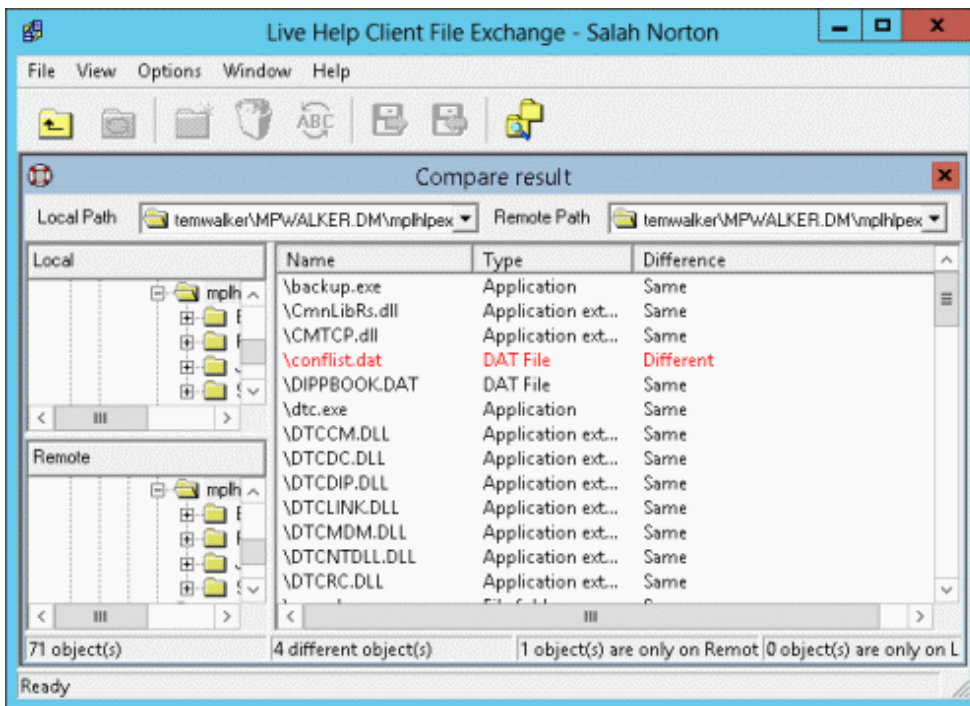 Live Help Client File Exchange - Salah Norton
File View Options Window Help
ABC
Compare result
Local Path temwalker\MPWALKER.DM\mplhlpex Remote Path temwalker\MPWALKER.DM\mplhlpex
Local
mplh
Remote
mplh
Name Type Difference
\backup.exe Application Same
\CmnLibRs.dll Application ext... Same
\CMTCP.dll Application ext... Same
\conflist.dat DAT File Different
\DIPPBOOK.DAT DAT File Same
\dtc.exe Application Same
\DTCCM.DLL Application ext... Same
\DTCDC.DLL Application ext... Same
\DTCDIP.DLL Application ext... Same
\DTCLINK.DLL Application ext... Same
\DTCMDM.DLL Application ext... Same
\DTCNTDLL.DLL Application ext... Same
\DTCRC.DLL Application ext... Same
71 object(s) 4 different object(s) 1 object(s) are only on Remot 0 object(s) are only on L
Ready